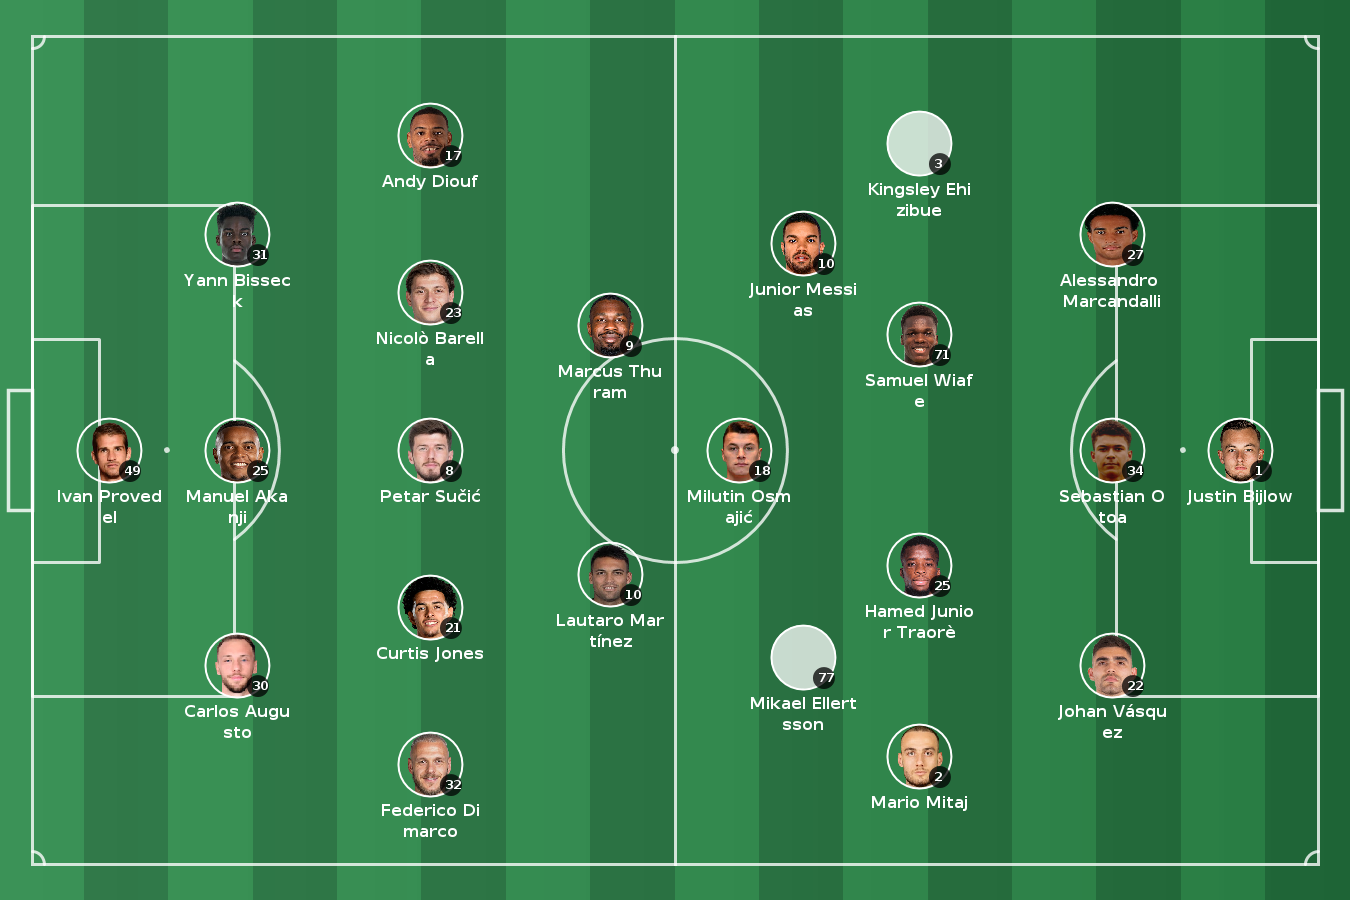 17
Andy Diouf
3
Kingsley Ehi
zibue
31
Yann Bissec
k
10
Junior Messi
as
27
Alessandro
Marcandalli
23
Nicolò Barell
a
9
Marcus Thu
ram
71
Samuel Wiaf
e
49
Ivan Proved
el
25
Manuel Aka
nji
8
Petar Sučić
18
Milutin Osm
ajić
34
Sebastian O
toa
1
Justin Bijlow
21
Curtis Jones
10
Lautaro Mar
tínez
25
Hamed Junio
r Traorè
30
Carlos Augu
sto
77
Mikael Ellert
sson
22
Johan Vásqu
ez
32
Federico Di
marco
2
Mario Mitaj